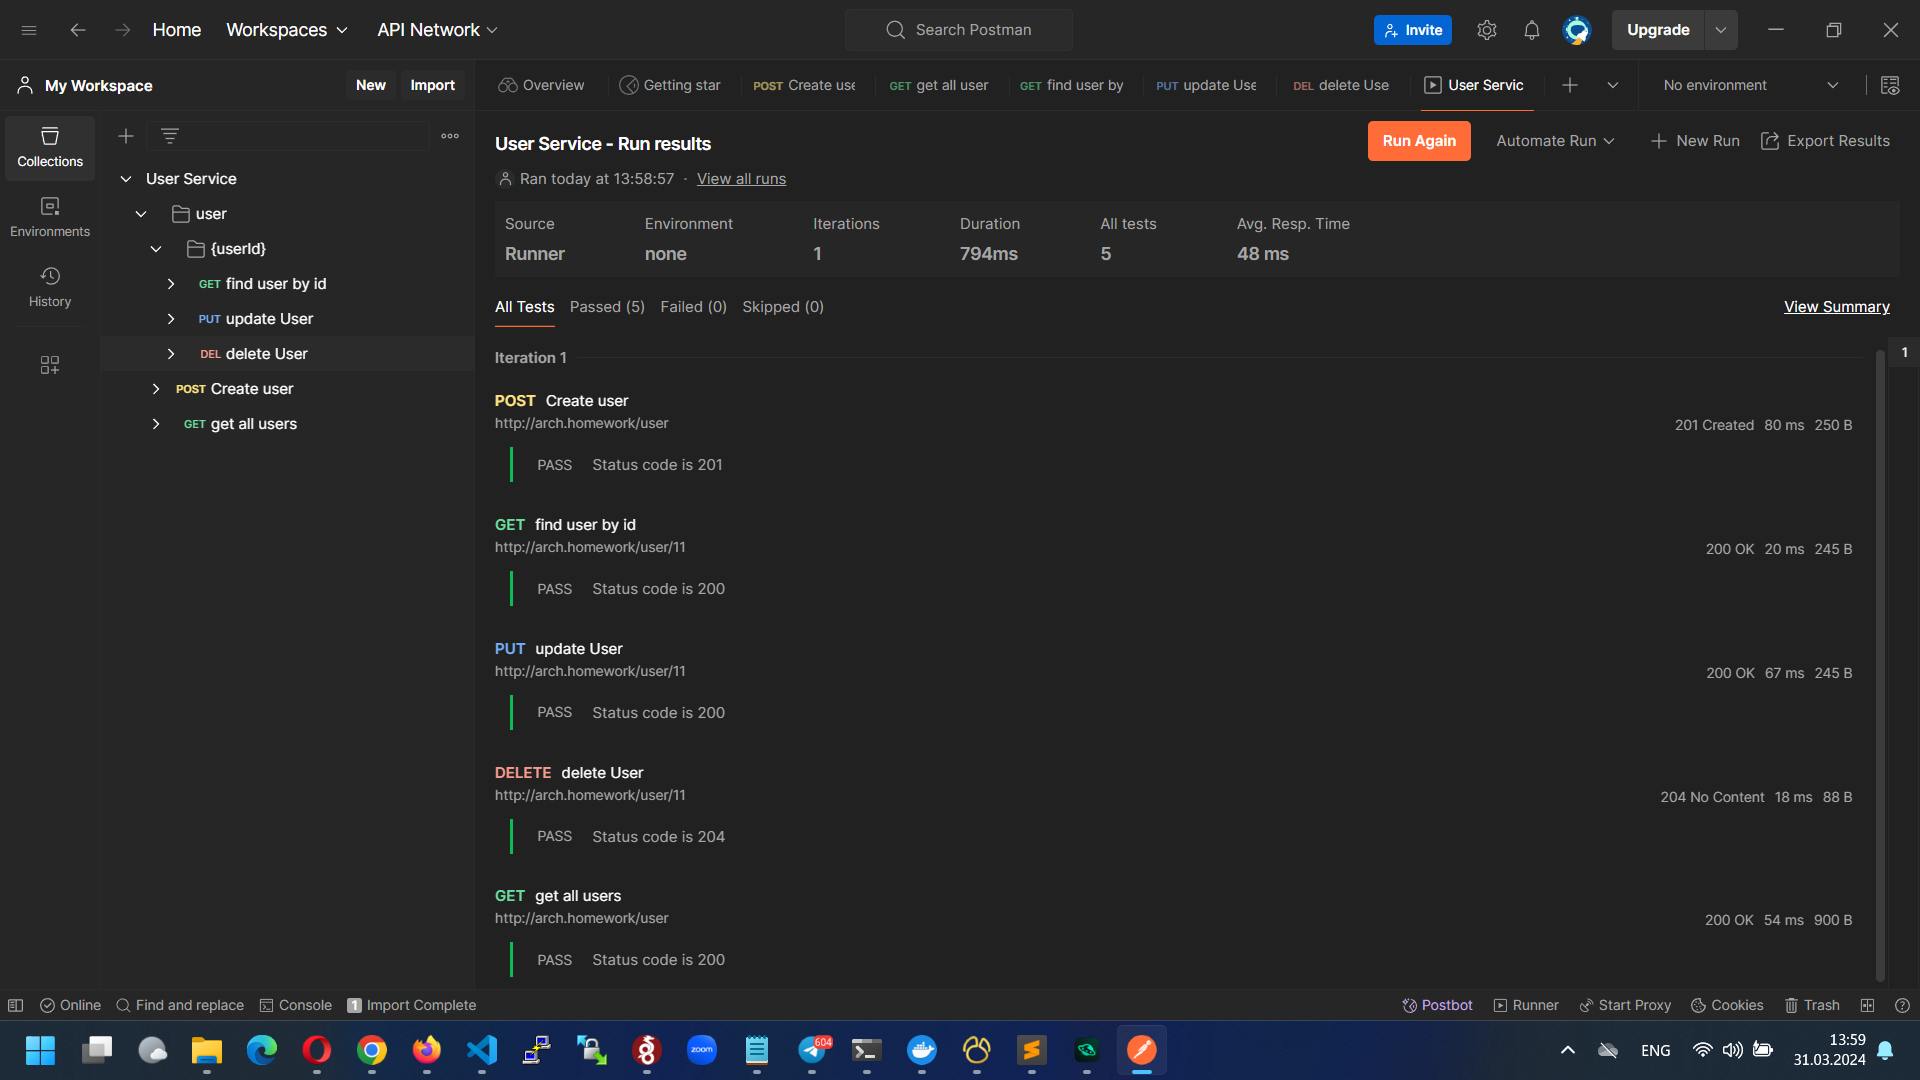 Home
Workspaces
API Network
Search Postman
Invite
Upgrade
My Workspace
New
Import
Overview
Getting star
POST Create use
GET get all user
GET find user by
PUT update Use
DEL delete Use
User Servic
No environment
Collections
Environments
History
User Service
user
{userId}
GET find user by id
PUT update User
DEL delete User
POST Create user
GET get all users
User Service - Run results
Run Again
Automate Run
New Run
Export Results
Ran today at 13:58:57 · View all runs
Source Environment Iterations Duration All tests Avg. Resp. Time
Runner none 1 794ms 5 48 ms
All Tests Passed (5) Failed (0) Skipped (0)
View Summary
Iteration 1
1
POST Create user
http://arch.homework/user
201 Created 80 ms 250 B
PASS Status code is 201
GET find user by id
http://arch.homework/user/11
200 OK 20 ms 245 B
PASS Status code is 200
PUT update User
http://arch.homework/user/11
200 OK 67 ms 245 B
PASS Status code is 200
DELETE delete User
http://arch.homework/user/11
204 No Content 18 ms 88 B
PASS Status code is 204
GET get all users
http://arch.homework/user
200 OK 54 ms 900 B
PASS Status code is 200
Online
Find and replace
Console
1 Import Complete
Postbot
Runner
Start Proxy
Cookies
Trash
zoom
604
ENG
13:59
31.03.2024